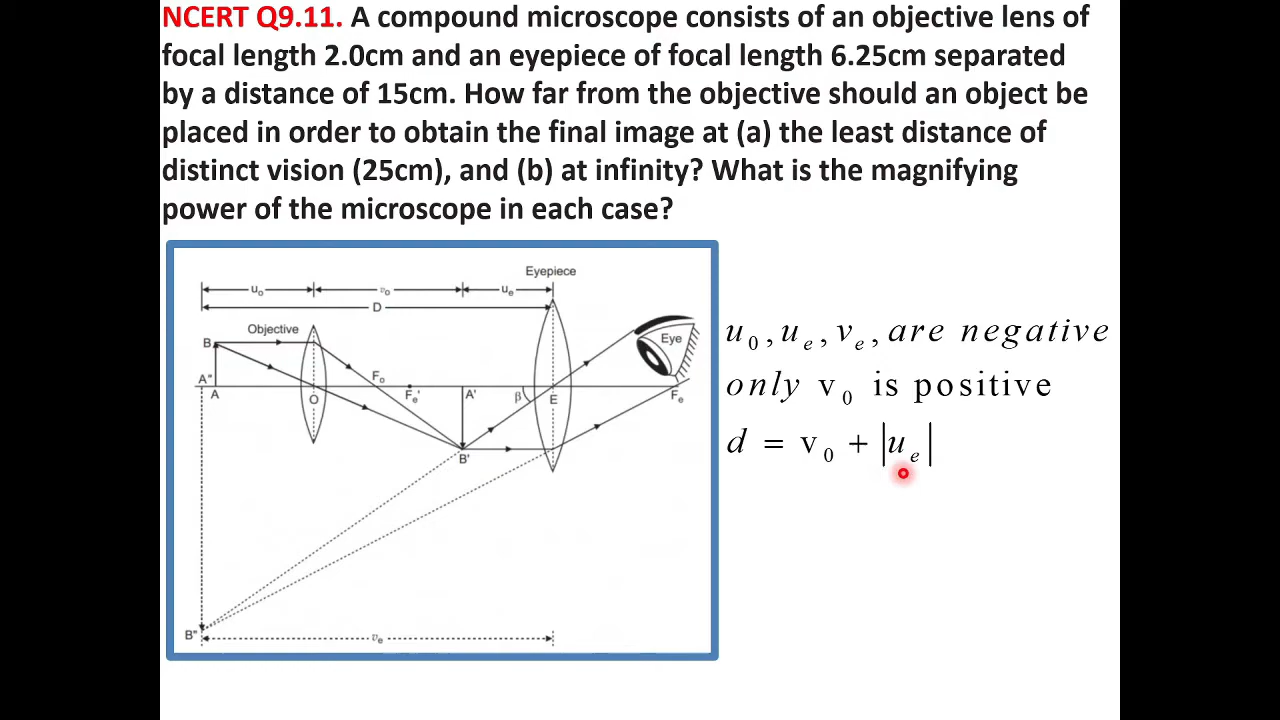 NCERT Q9.11. A compound microscope consists of an objective lens of
focal length 2.0cm and an eyepiece of focal length 6.25cm separated
by a distance of 15cm. How far from the objective should an object be
placed in order to obtain the final image at (a) the least distance of
distinct vision (25cm), and (b) at infinity? What is the magnifying
power of the microscope in each case?
Eyepiece
uₒ vₒ uₑ
D
Objective
B
Eye
A" Fₒ
A O Fₑ' A' β E Fₑ
B'
B"
vₑ
u₀, uₑ, vₑ, are negative
only v₀ is positive
d = v₀ + |uₑ|